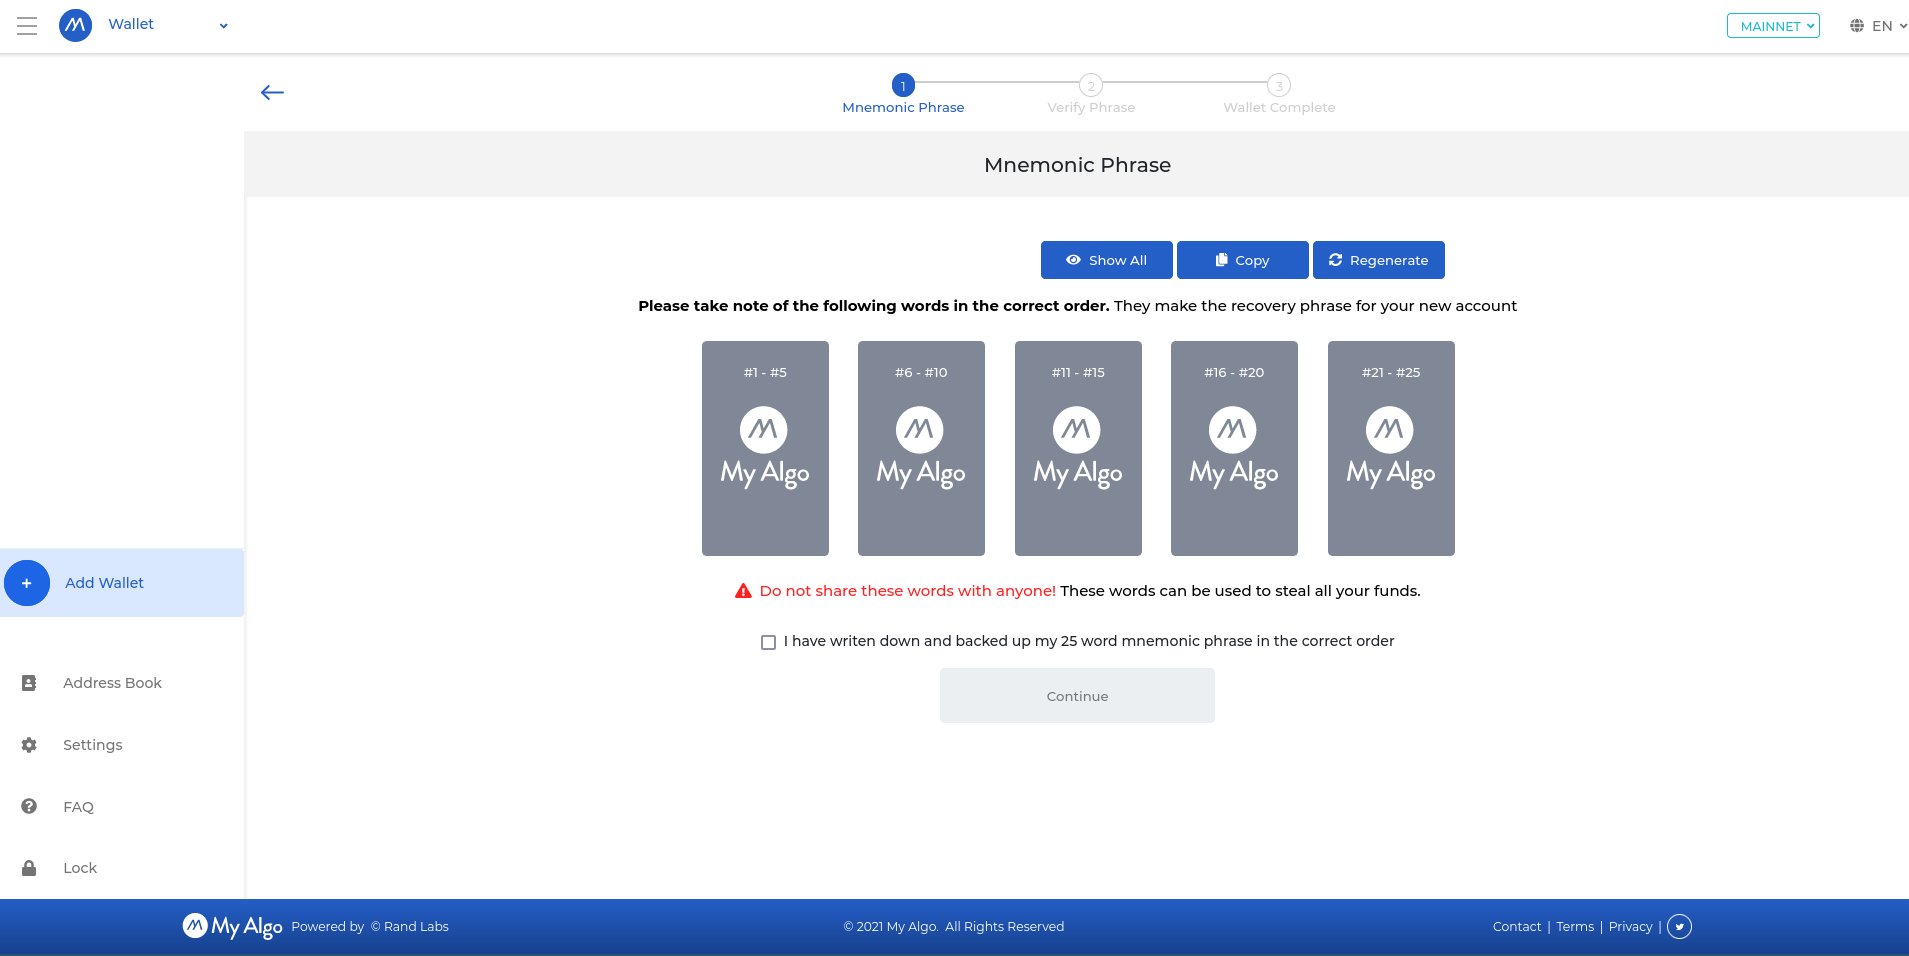 Wallet
MAINNET
EN
1
2
3
Mnemonic Phrase
Verify Phrase
Wallet Complete
Mnemonic Phrase
Show All
Copy
Regenerate
Please take note of the following words in the correct order. They make the recovery phrase for your new account
#1 - #5
#6 - #10
#11 - #15
#16 - #20
#21 - #25
My Algo
My Algo
My Algo
My Algo
My Algo
Do not share these words with anyone! These words can be used to steal all your funds.
I have writen down and backed up my 25 word mnemonic phrase in the correct order
Continue
Add Wallet
Address Book
Settings
FAQ
Lock
My Algo Powered by © Rand Labs
© 2021 My Algo. All Rights Reserved
Contact | Terms | Privacy |